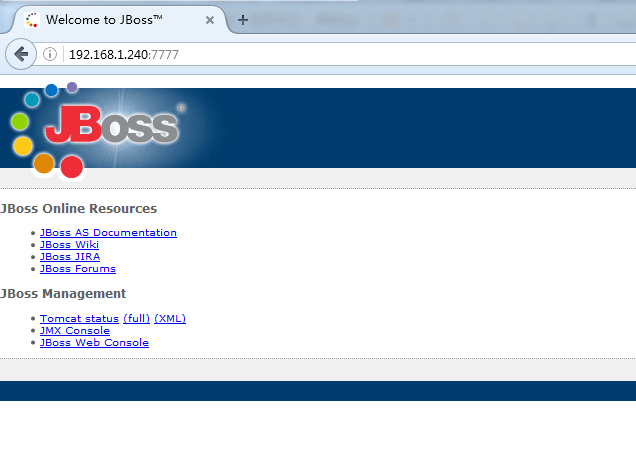 Welcome to JBoss™
192.168.1.240:7777
JBoss®
JBoss Online Resources
JBoss AS Documentation
JBoss Wiki
JBoss JIRA
JBoss Forums
JBoss Management
Tomcat status (full) (XML)
JMX Console
JBoss Web Console